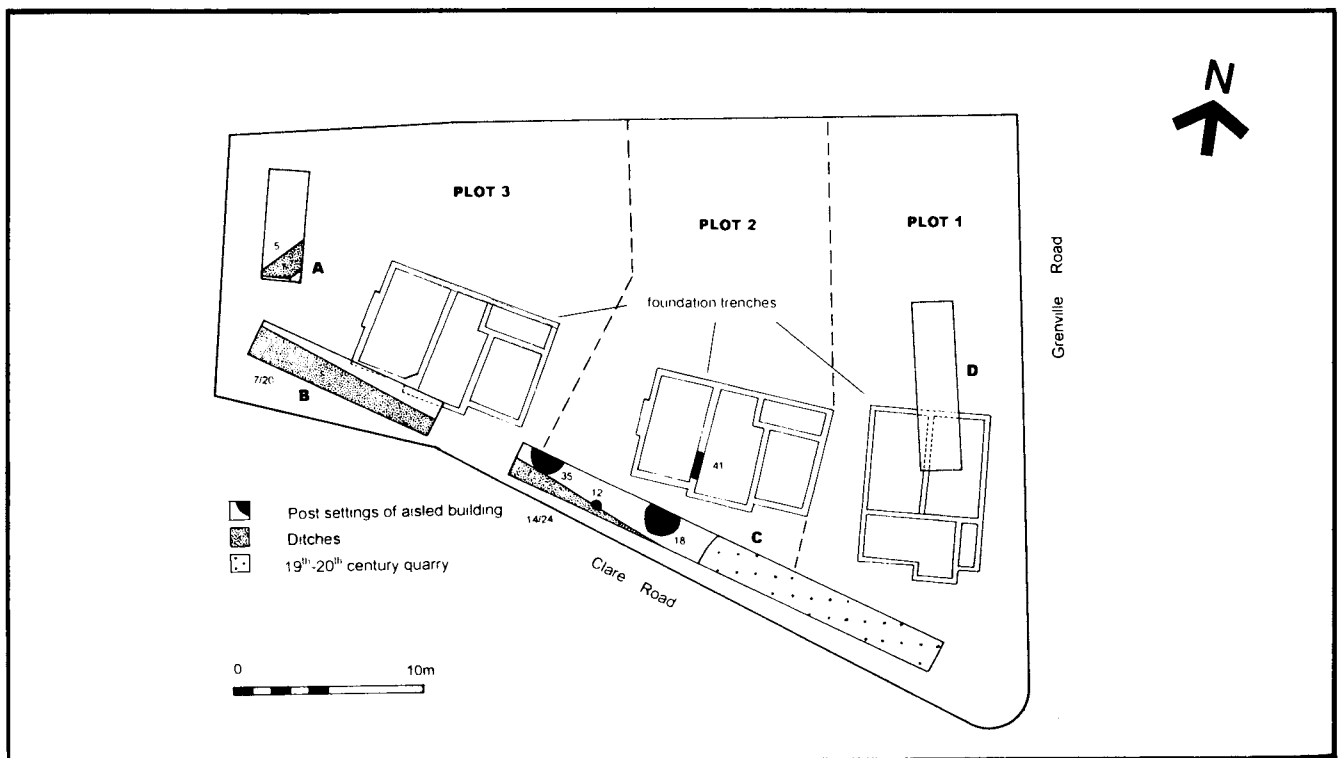 N
PLOT 3
PLOT 2
PLOT 1
5
A
Grenville Road
foundation trenches
D
7/20
B
41
35
12
14/24
18
C
Post settings of aisled building
Ditches
19th-20th century quarry
Clare Road
0 10m